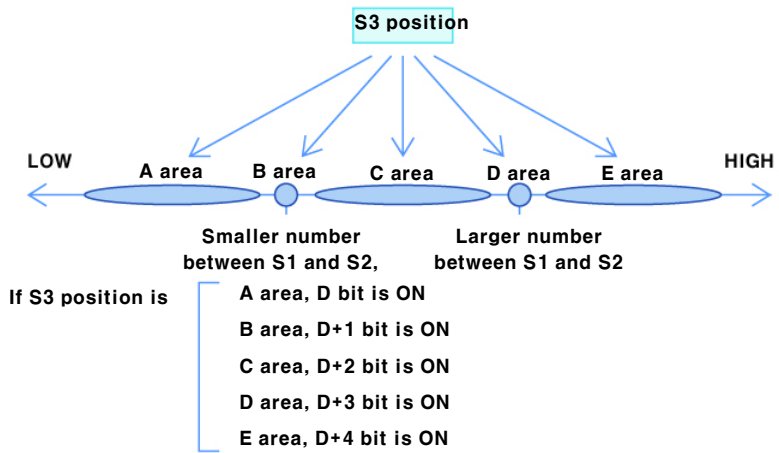 S3 position
LOW
HIGH
A area
B area
C area
D area
E area
Smaller number
between S1 and S2,
Larger number
between S1 and S2
If S3 position is
A area, D bit is ON
B area, D+1 bit is ON
C area, D+2 bit is ON
D area, D+3 bit is ON
E area, D+4 bit is ON